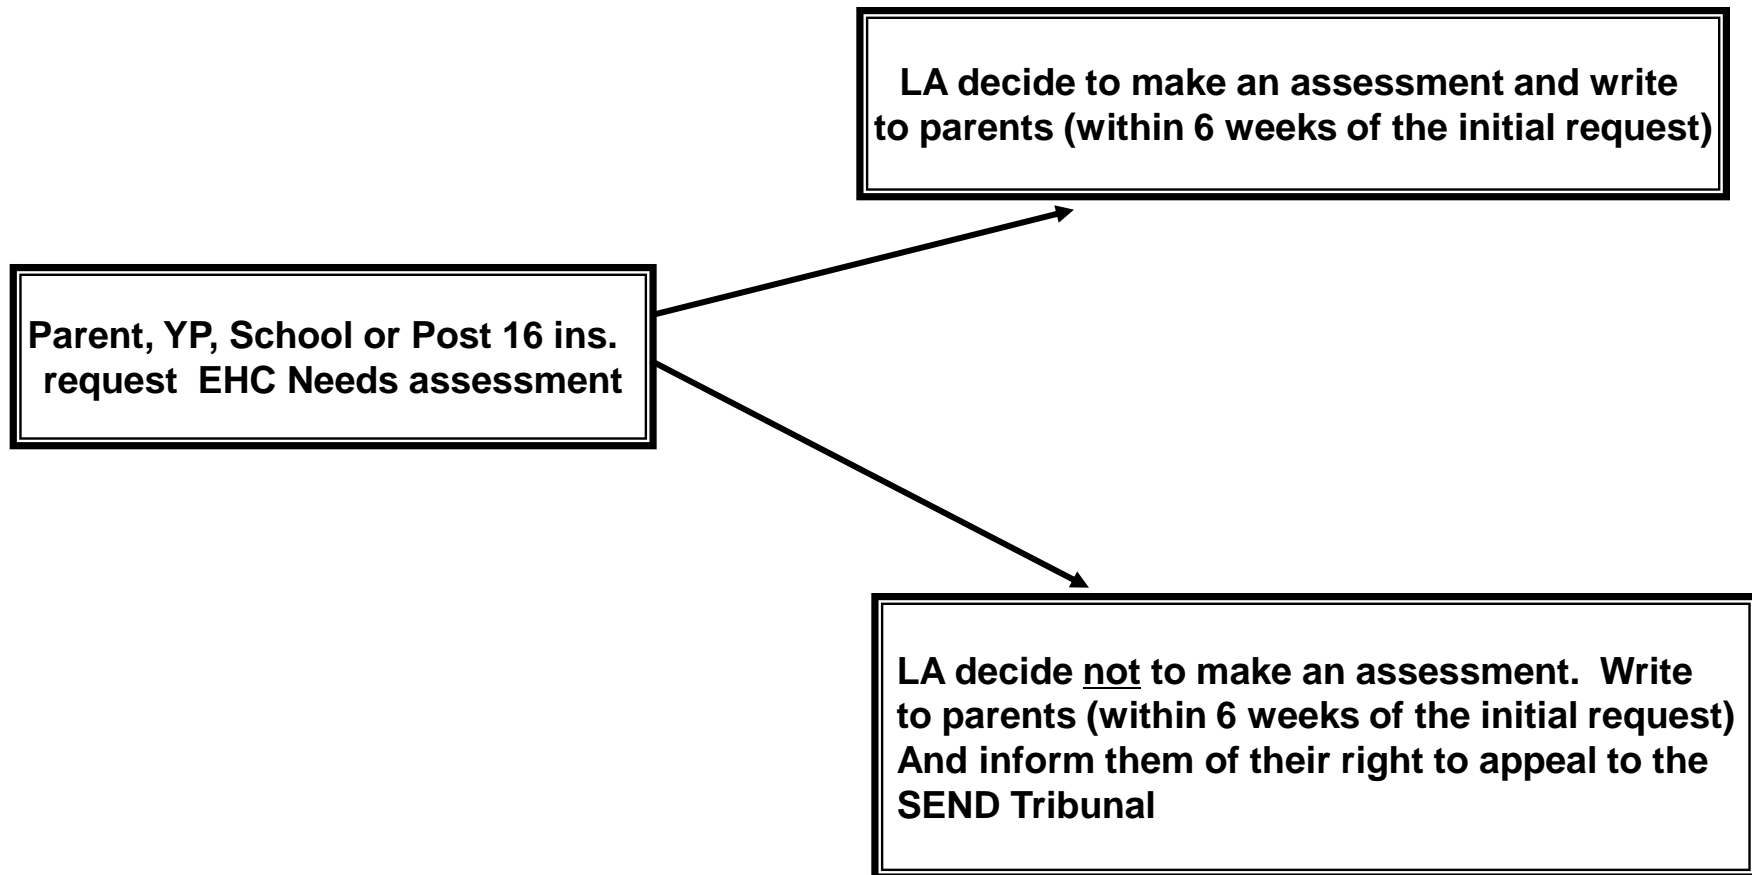 LA decide to make an assessment and write
to parents (within 6 weeks of the initial request)
Parent, YP, School or Post 16 ins.
request  EHC Needs assessment
LA decide not to make an assessment.  Write
to parents (within 6 weeks of the initial request)
And inform them of their right to appeal to the
SEND Tribunal